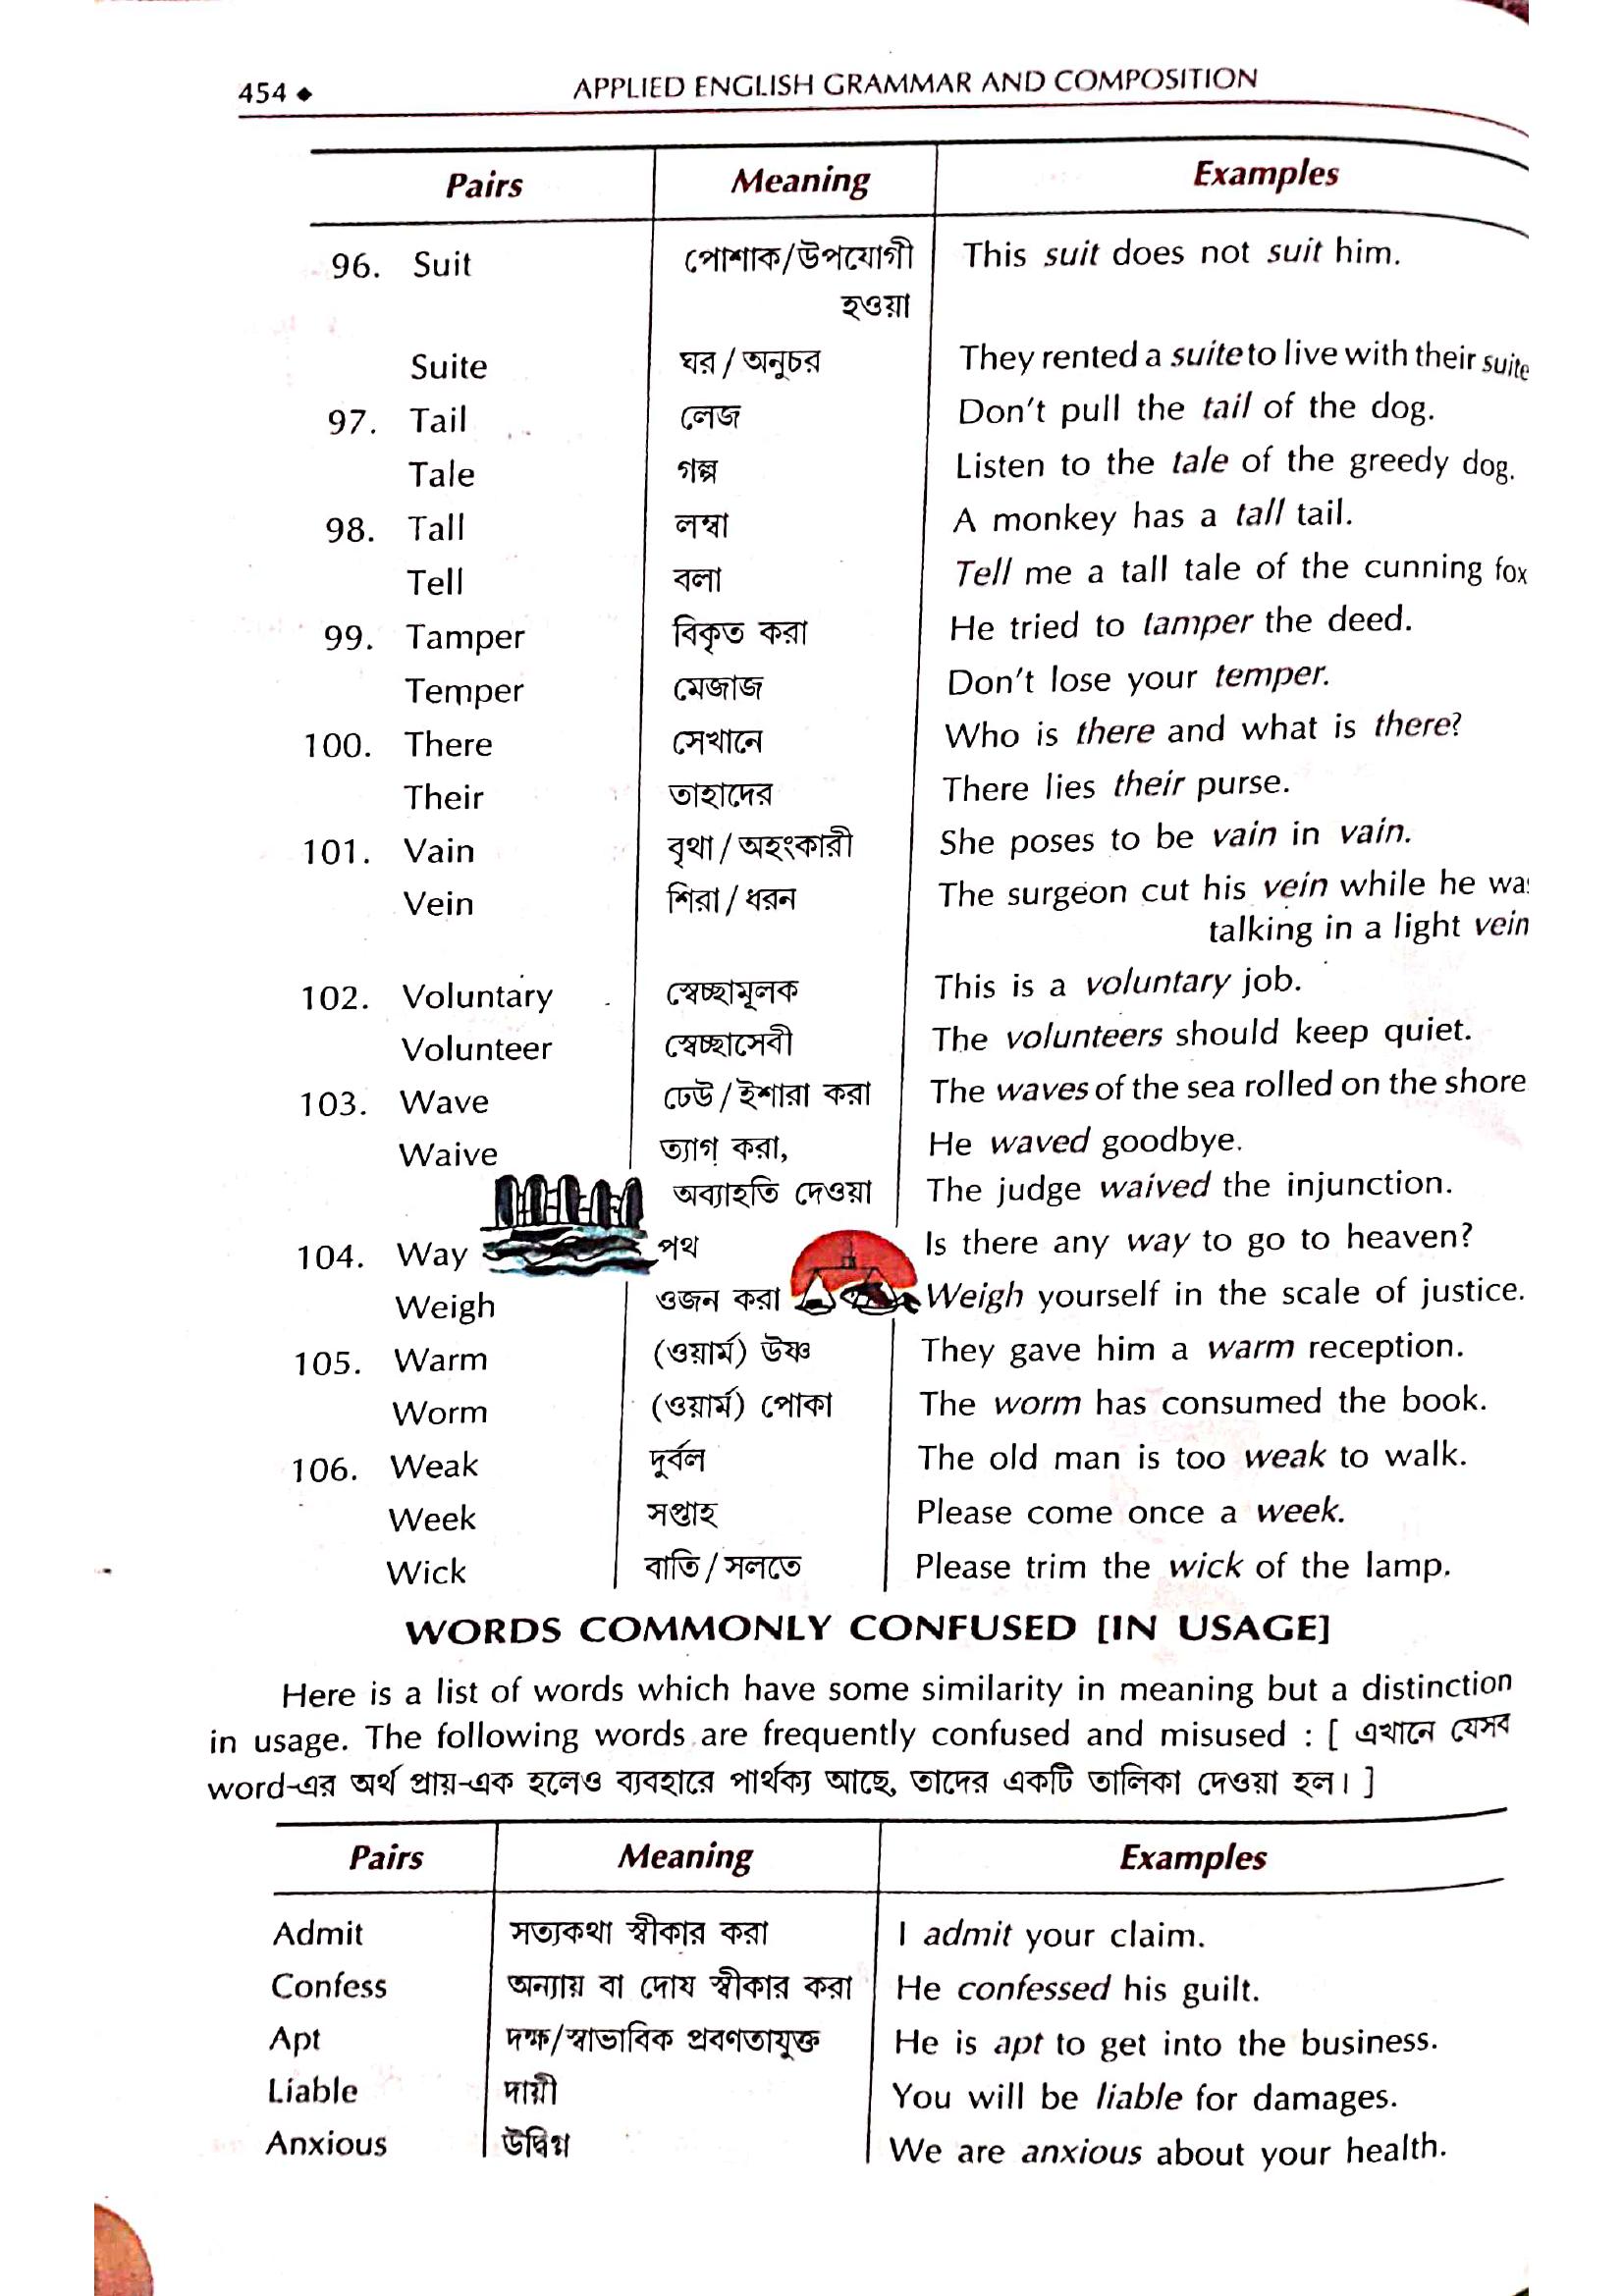 454 ◆ APPLIED ENGLISH GRAMMAR AND COMPOSITION
Pairs Meaning Examples
96. Suit পোশাক/উপযোগী This suit does not suit him.
হওয়া
Suite ঘর / অনুচর They rented a suite to live with their suite
97. Tail লেজ Don't pull the tail of the dog.
Tale গল্প Listen to the tale of the greedy dog.
98. Tall লম্বা A monkey has a tall tail.
Tell বলা Tell me a tall tale of the cunning fox
99. Tamper বিকৃত করা He tried to tamper the deed.
Temper মেজাজ Don't lose your temper.
100. There সেখানে Who is there and what is there?
Their তাহাদের There lies their purse.
101. Vain বৃথা / অহংকারী She poses to be vain in vain.
Vein শিরা / ধরন The surgeon cut his vein while he was
talking in a light vein
102. Voluntary স্বেচ্ছামূলক This is a voluntary job.
Volunteer স্বেচ্ছাসেবী The volunteers should keep quiet.
103. Wave ঢেউ / ইশারা করা The waves of the sea rolled on the shore
Waive ত্যাগ করা, He waved goodbye.
অব্যাহতি দেওয়া The judge waived the injunction.
104. Way পথ Is there any way to go to heaven?
Weigh ওজন করা Weigh yourself in the scale of justice.
105. Warm (ওয়ার্ম) উষ্ণ They gave him a warm reception.
Worm (ওয়ার্ম) পোকা The worm has consumed the book.
106. Weak দুর্বল The old man is too weak to walk.
Week সপ্তাহ Please come once a week.
Wick বাতি / সলতে Please trim the wick of the lamp.
WORDS COMMONLY CONFUSED [IN USAGE]
Here is a list of words which have some similarity in meaning but a distinction
in usage. The following words are frequently confused and misused : [ এখানে যেসব
word-এর অর্থ প্রায়-এক হলেও ব্যবহারে পার্থক্য আছে, তাদের একটি তালিকা দেওয়া হল। ]
Pairs Meaning Examples
Admit সত্যকথা স্বীকার করা I admit your claim.
Confess অন্যায় বা দোষ স্বীকার করা He confessed his guilt.
Apt দক্ষ/স্বাভাবিক প্রবণতাযুক্ত He is apt to get into the business.
Liable দায়ী You will be liable for damages.
Anxious উদ্বিগ্ন We are anxious about your health.